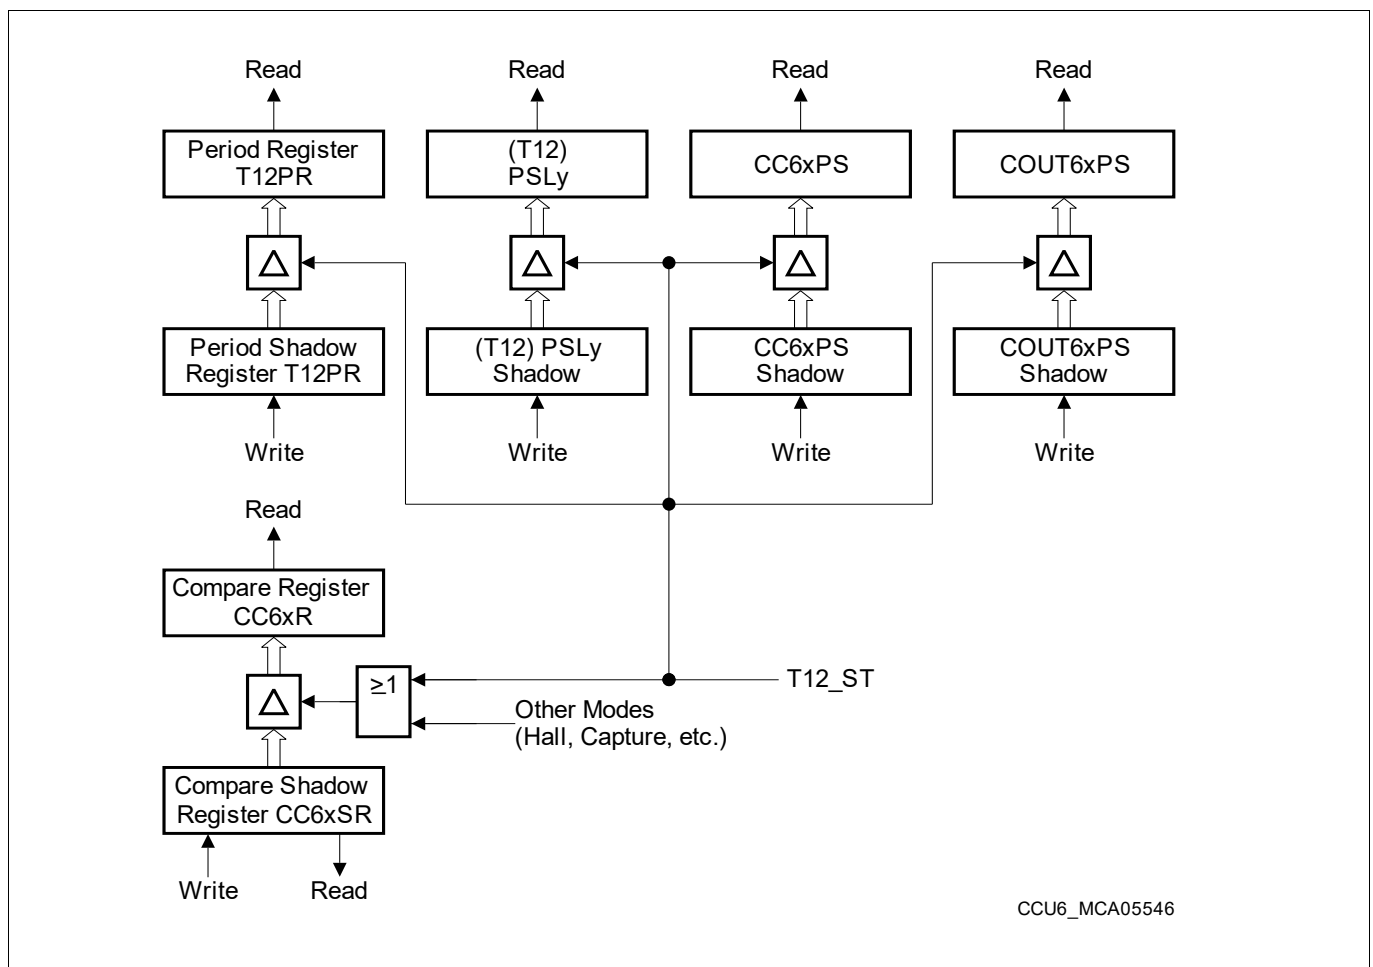 Read
Read
Read
Read
Period Register
T12PR
(T12)
PSLy
CC6xPS
COUT6xPS
Period Shadow
Register T12PR
(T12) PSLy
Shadow
CC6xPS
Shadow
COUT6xPS
Shadow
Write
Write
Write
Write
Read
Compare Register
CC6xR
≥1
T12_ST
Other Modes
(Hall, Capture, etc.)
Compare Shadow
Register CC6xSR
Write
Read
CCU6_MCA05546